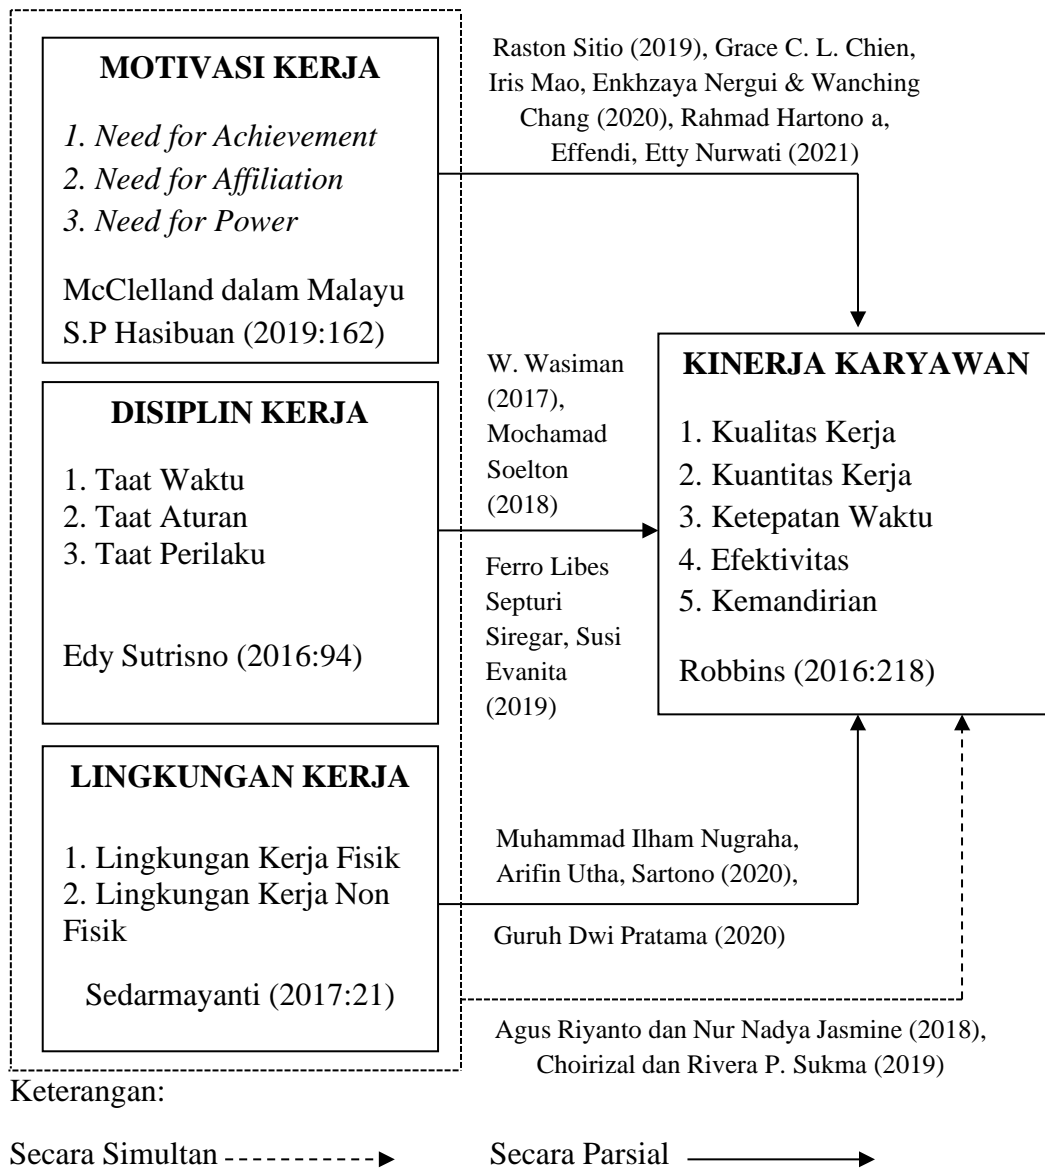 MOTIVASI KERJA
1. Need for Achievement
2. Need for Affiliation
3. Need for Power
McClelland dalam Malayu
S.P Hasibuan (2019:162)
Raston Sitio (2019), Grace C. L. Chien,
Iris Mao, Enkhzaya Nergui & Wanching
Chang (2020), Rahmad Hartono a,
Effendi, Etty Nurwati (2021)
DISIPLIN KERJA
1. Taat Waktu
2. Taat Aturan
3. Taat Perilaku
Edy Sutrisno (2016:94)
W. Wasiman
(2017),
Mochamad
Soelton
(2018)
Ferro Libes
Septuri
Siregar, Susi
Evanita
(2019)
KINERJA KARYAWAN
1. Kualitas Kerja
2. Kuantitas Kerja
3. Ketepatan Waktu
4. Efektivitas
5. Kemandirian
Robbins (2016:218)
LINGKUNGAN KERJA
1. Lingkungan Kerja Fisik
2. Lingkungan Kerja Non
Fisik
Sedarmayanti (2017:21)
Muhammad Ilham Nugraha,
Arifin Utha, Sartono (2020),
Guruh Dwi Pratama (2020)
Agus Riyanto dan Nur Nadya Jasmine (2018),
Choirizal dan Rivera P. Sukma (2019)
Keterangan:
Secara Simultan
Secara Parsial